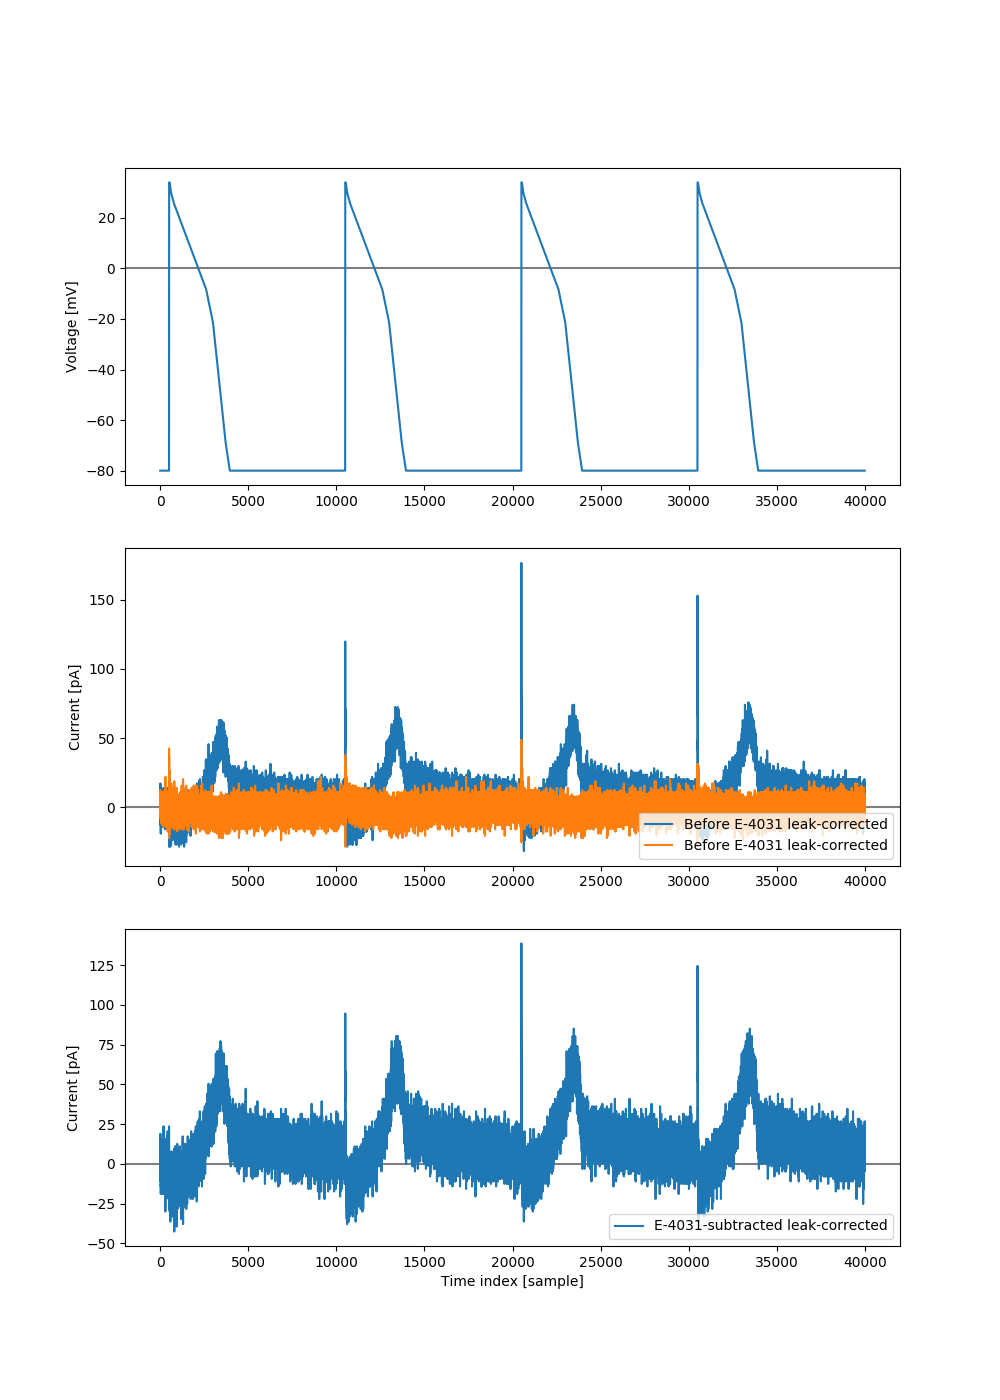 20
0
−20
−40
−60
−80
Voltage [mV]
0 5000 10000 15000 20000 25000 30000 35000 40000
150
100
50
0
Current [pA]
Before E-4031 leak-corrected
Before E-4031 leak-corrected
0 5000 10000 15000 20000 25000 30000 35000 40000
125
100
75
50
25
0
−25
−50
Current [pA]
E-4031-subtracted leak-corrected
0 5000 10000 15000 20000 25000 30000 35000 40000
Time index [sample]